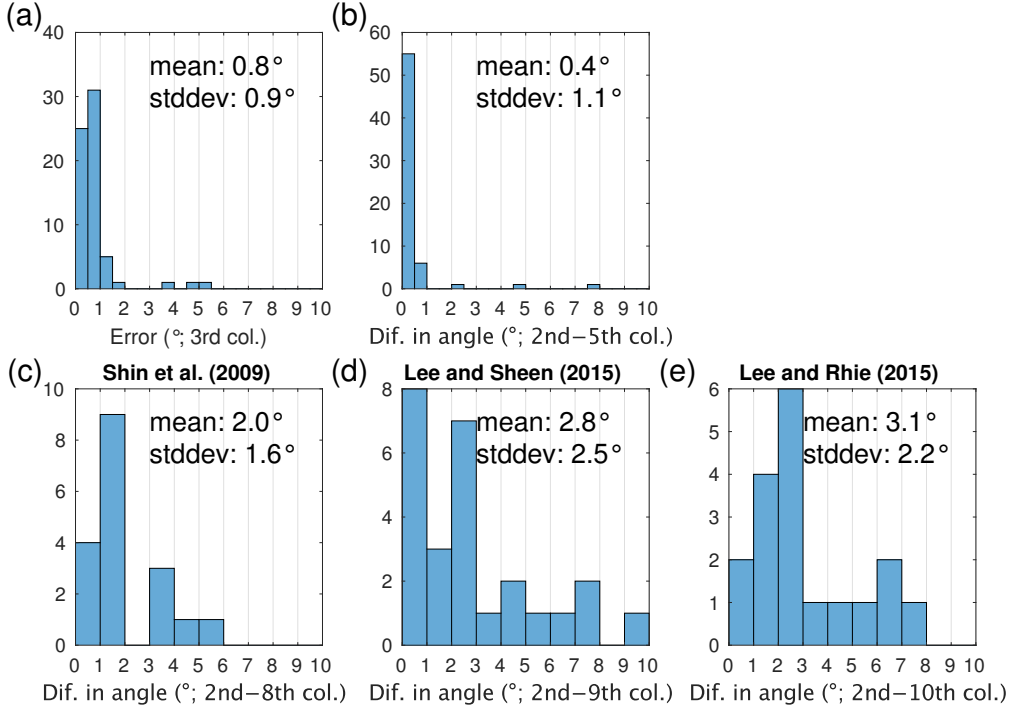 (a)
40
30
20
10
0
mean: 0.8°
stddev: 0.9°
0 1 2 3 4 5 6 7 8 9 10
Error (°; 3rd col.)
(b)
60
50
40
30
20
10
0
mean: 0.4°
stddev: 1.1°
0 1 2 3 4 5 6 7 8 9 10
Dif. in angle (°; 2nd−5th col.)
(c)
Shin et al. (2009)
10
8
6
4
2
0
mean: 2.0°
stddev: 1.6°
0 1 2 3 4 5 6 7 8 9 10
Dif. in angle (°; 2nd−8th col.)
(d)
Lee and Sheen (2015)
8
6
4
2
0
mean: 2.8°
stddev: 2.5°
0 1 2 3 4 5 6 7 8 9 10
Dif. in angle (°; 2nd−9th col.)
(e)
Lee and Rhie (2015)
6
5
4
3
2
1
0
mean: 3.1°
stddev: 2.2°
0 1 2 3 4 5 6 7 8 9 10
Dif. in angle (°; 2nd−10th col.)